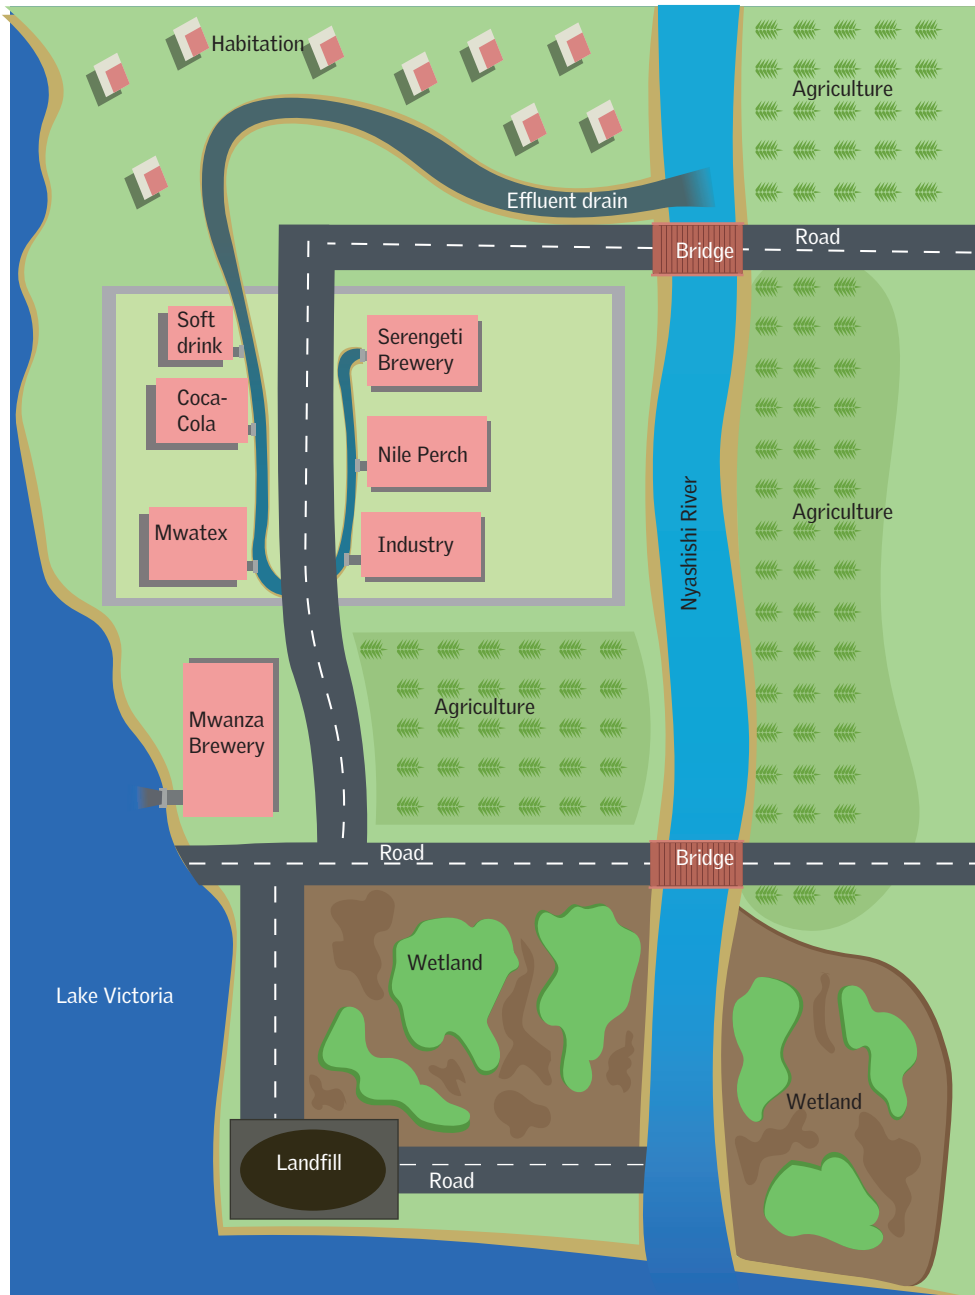 Habitation
Agriculture
Effluent drain
Road
Bridge
Soft
drink
Serengeti
Brewery
Coca-
Cola
Nile Perch
Mwatex
Industry
Nyashishi River
Agriculture
Agriculture
Mwanza
Brewery
Road
Bridge
Wetland
Lake Victoria
Wetland
Landfill
Road